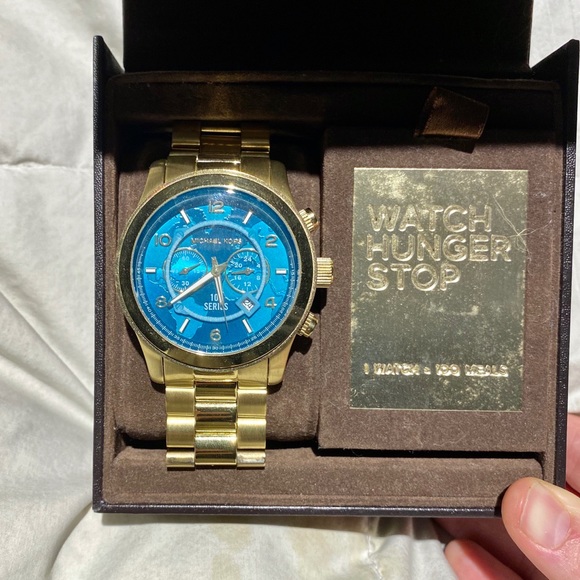 MICHAEL KORS
100
SERIES
WATCH
HUNGER
STOP
1 WATCH = 100 MEALS